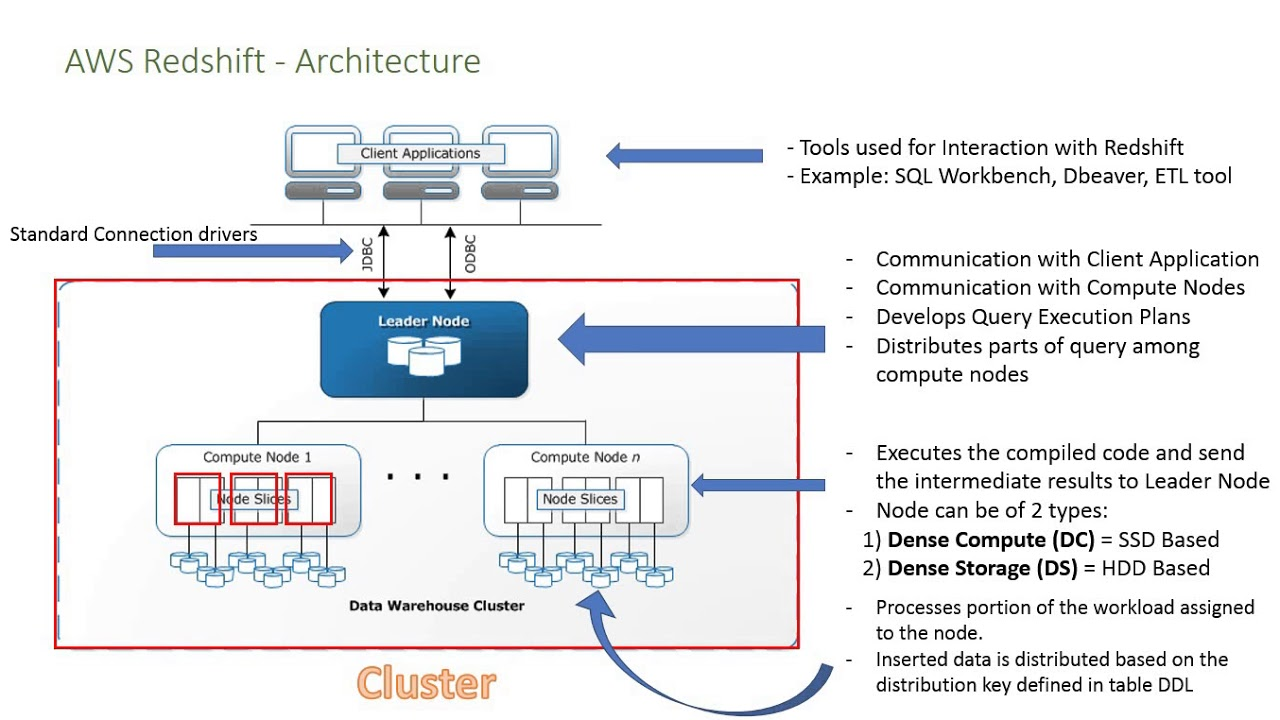 AWS Redshift - Architecture
Client Applications
- Tools used for Interaction with Redshift
- Example: SQL Workbench, Dbeaver, ETL tool
Standard Connection drivers
JDBC
ODBC
Leader Node
- Communication with Client Application
- Communication with Compute Nodes
- Develops Query Execution Plans
- Distributes parts of query among
compute nodes
Compute Node 1
Node Slices
. . .
Compute Node n
Node Slices
Data Warehouse Cluster
Cluster
- Executes the compiled code and send
the intermediate results to Leader Node
- Node can be of 2 types:
1) Dense Compute (DC) = SSD Based
2) Dense Storage (DS) = HDD Based
- Processes portion of the workload assigned
to the node.
- Inserted data is distributed based on the
distribution key defined in table DDL